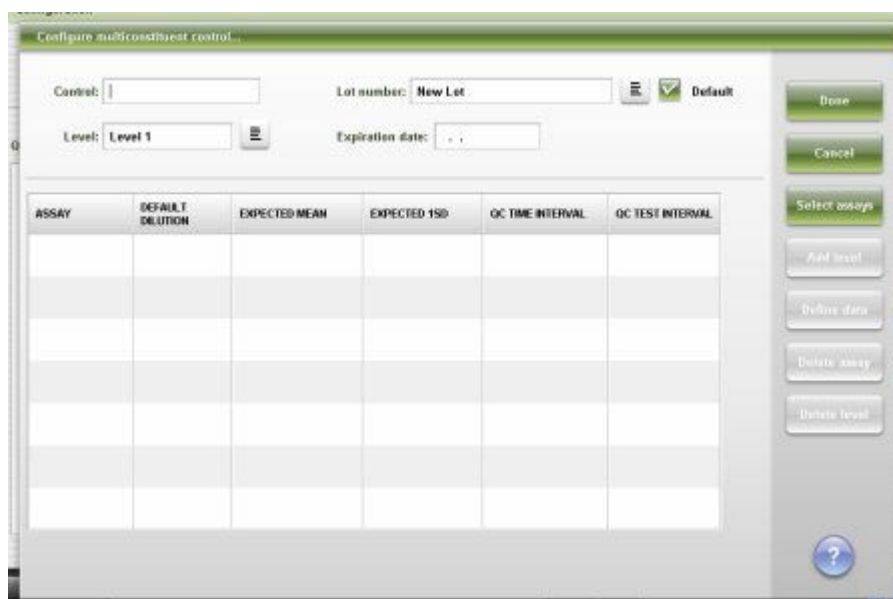 Configuration
Configure multiconstituent control...
Control:
Lot number: New Lot
Default
Level: Level 1
Expiration date: . .
Done
Cancel
Select assays
Add level
Define data
Delete assay
Delete level
ASSAY
DEFAULT
DILUTION
EXPECTED MEAN
EXPECTED 1SD
QC TIME INTERVAL
QC TEST INTERVAL
?